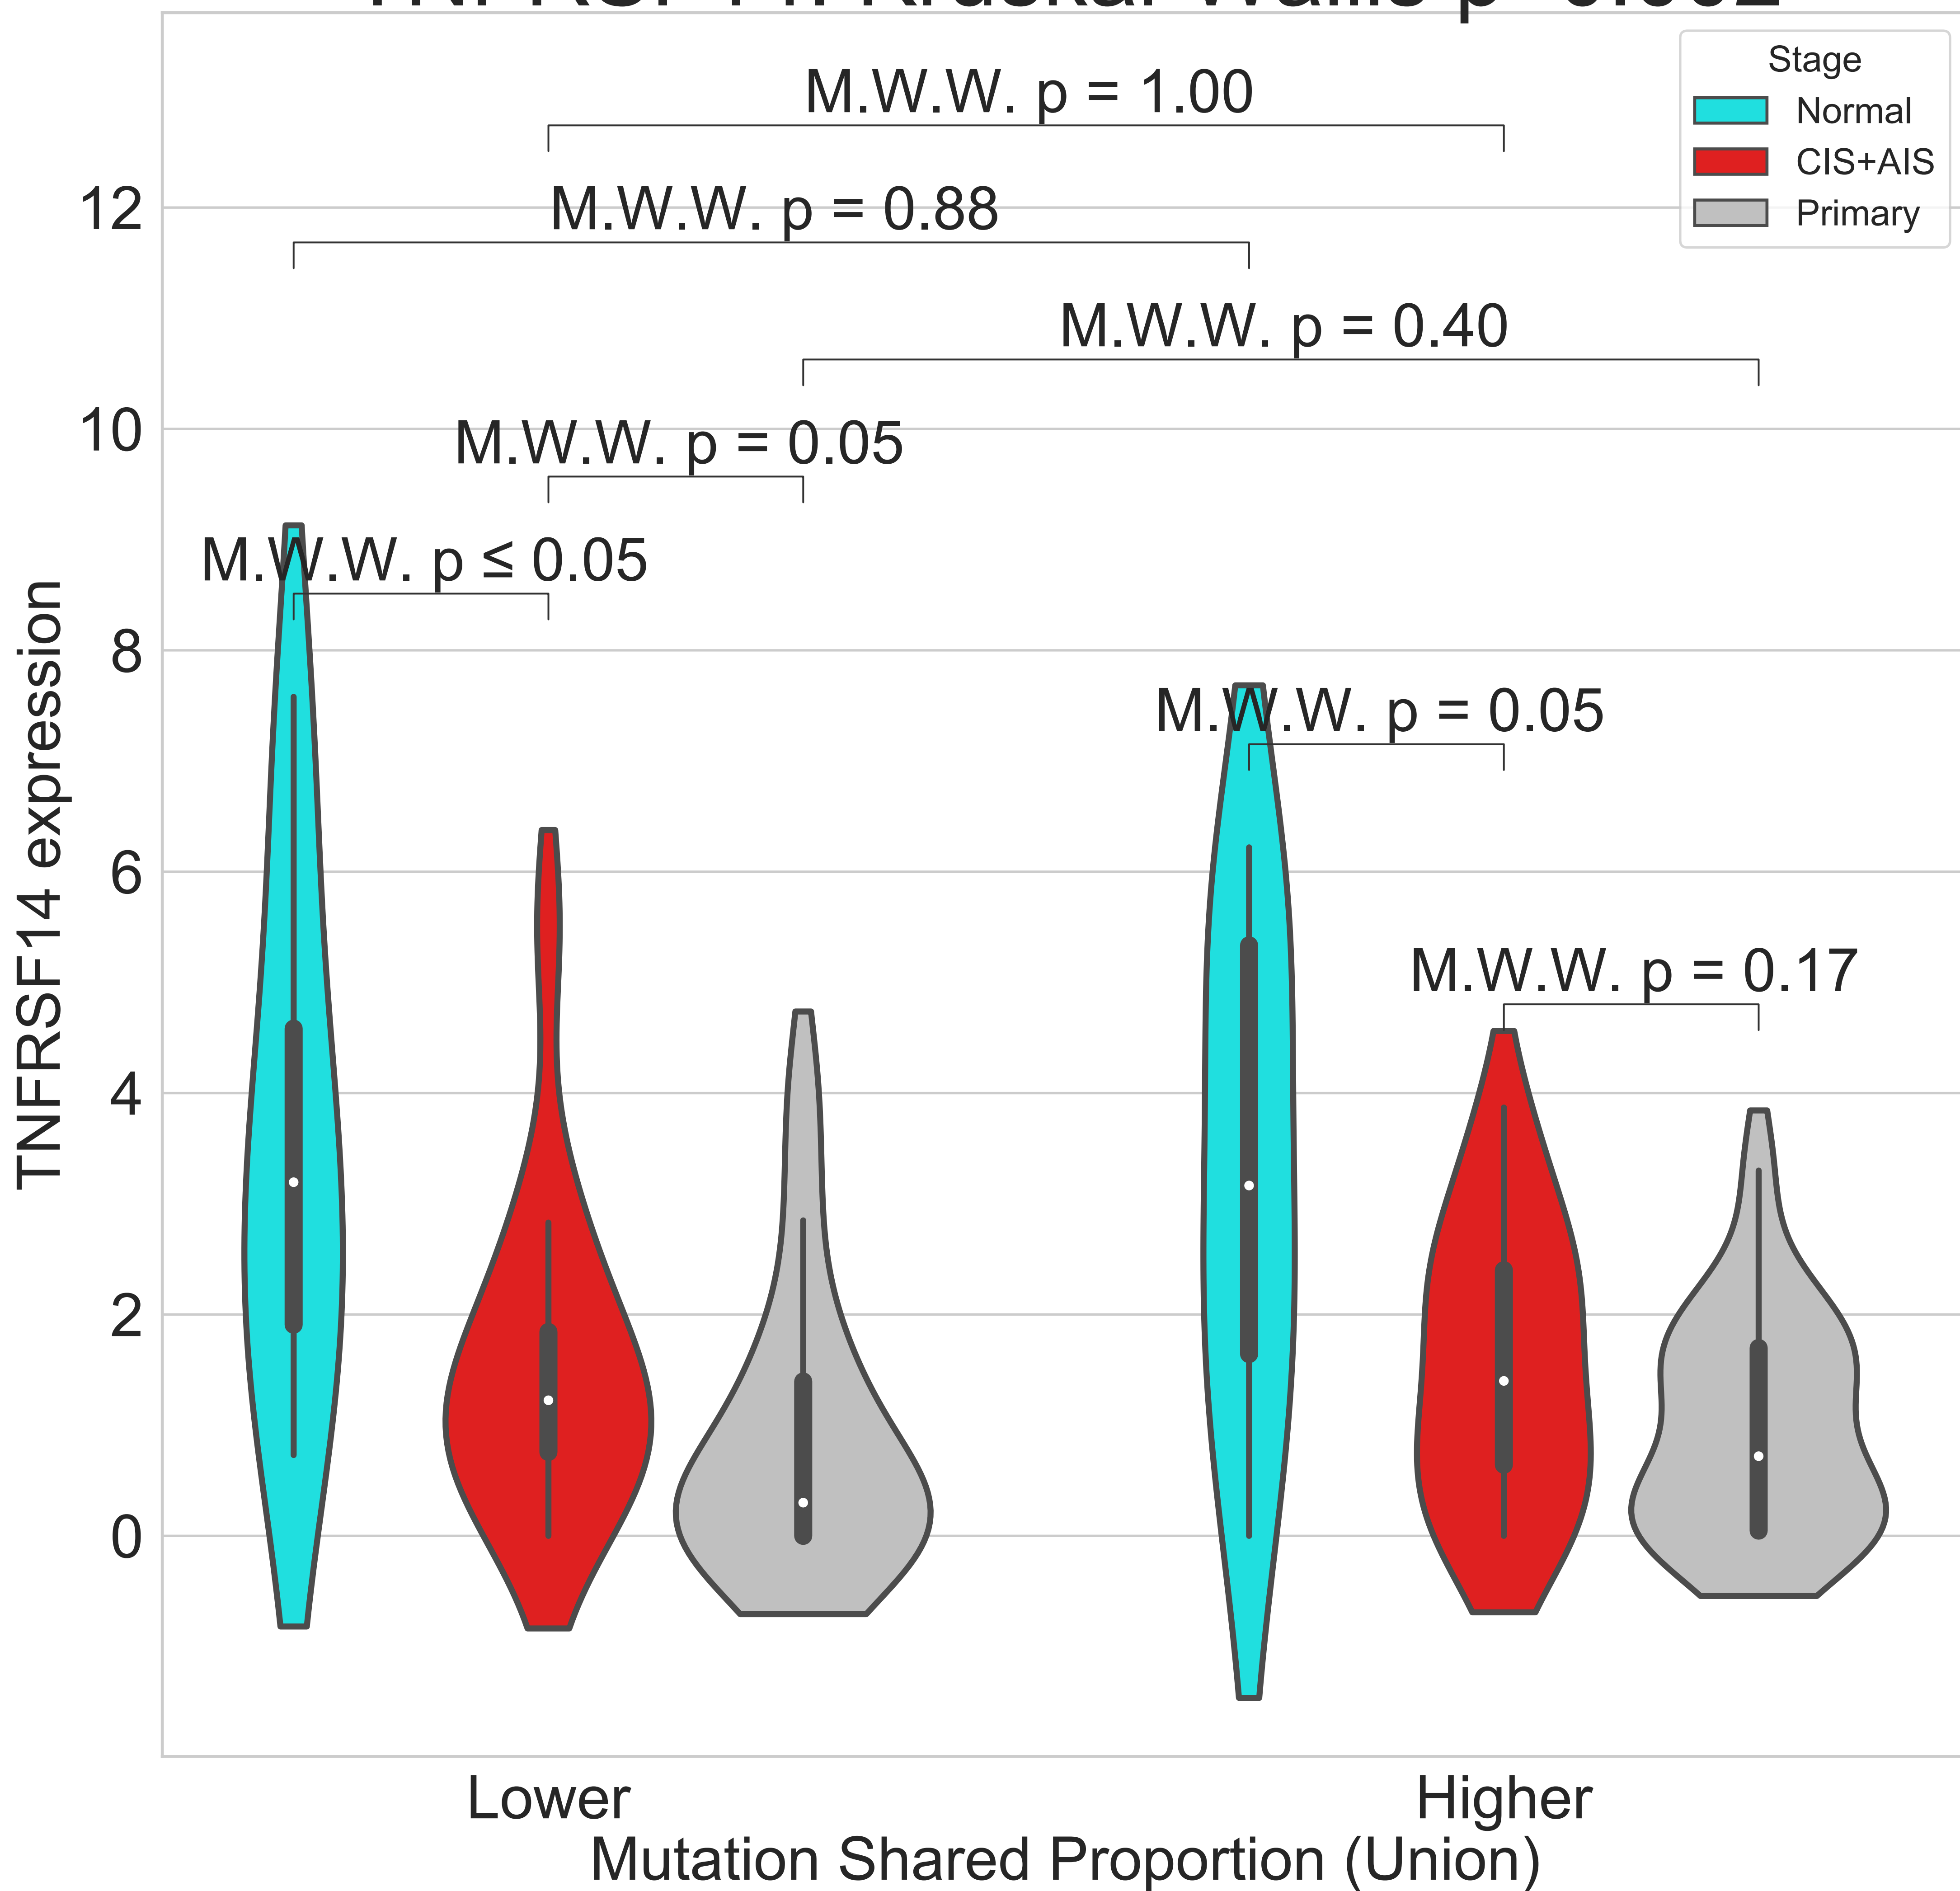 Stage
Normal
CIS+AIS
Primary
M.W.W. p = 1.00
M.W.W. p = 0.88
M.W.W. p = 0.40
M.W.W. p = 0.05
M.W.W. p ≤ 0.05
M.W.W. p = 0.05
M.W.W. p = 0.17
12
10
8
6
4
2
0
TNFRSF14 expression
Lower
Higher
Mutation Shared Proportion (Union)